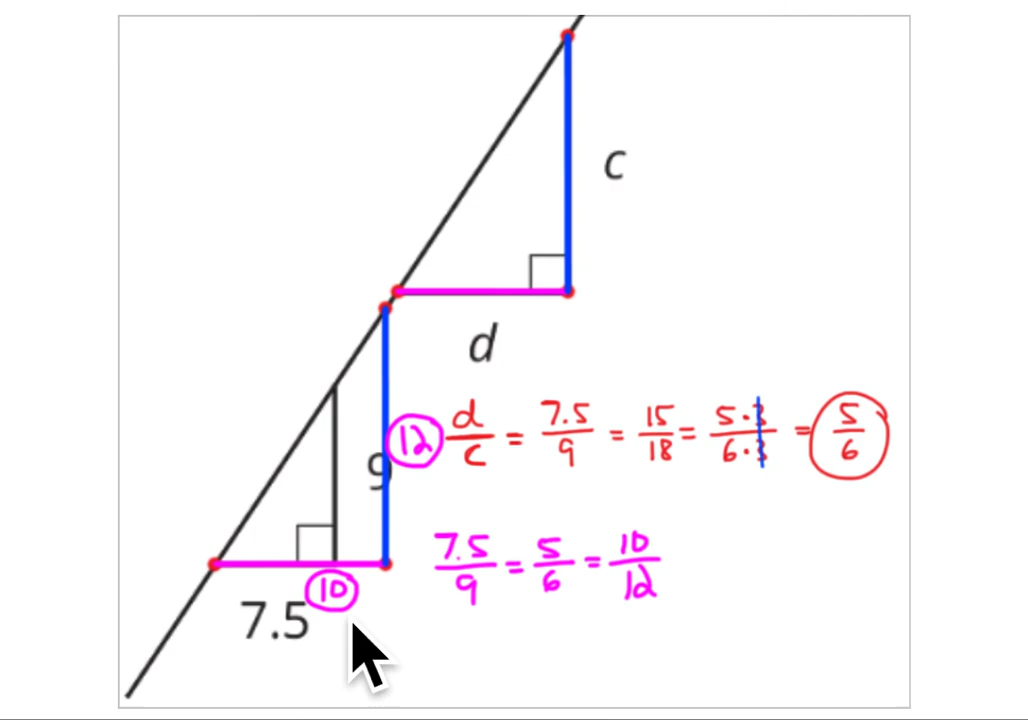 c
d
12 d/c = 7.5/9 = 15/18 = 5·3/6·3 = 5/6
9
7.5/9 = 5/6 = 10/12
10
7.5